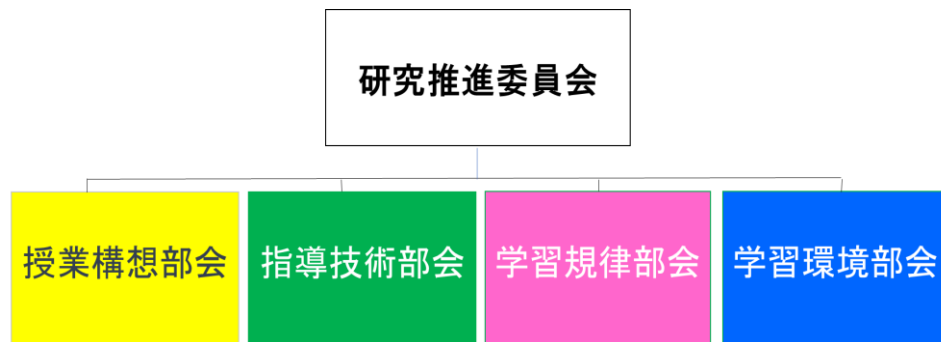 研究推進委員会
授業構想部会
指導技術部会
学習規律部会
学習環境部会